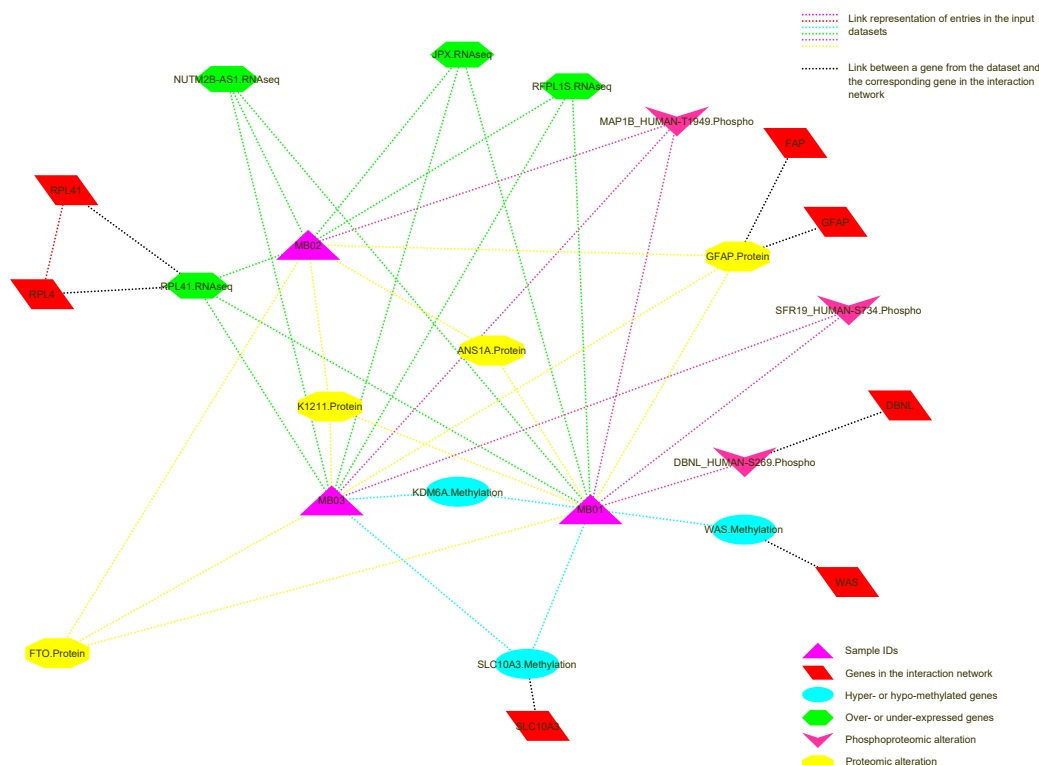 Link representation of entries in the input
datasets
Link between a gene from the dataset and
the corresponding gene in the interaction
network
JPX.RNAseq
NUTM2B-AS1.RNAseq
RFPL1S.RNAseq
MAP1B_HUMAN-T1949.Phospho
FAP
RPL41
GFAP
MB02
GFAP.Protein
RPL4
RPL41.RNAseq
SFR19_HUMAN-S734.Phospho
ANS1A.Protein
K1211.Protein
DBNL
DBNL_HUMAN-S269.Phospho
KDM6A.Methylation
MB03
MB01
WAS.Methylation
WAS
FTO.Protein
SLC10A3.Methylation
SLC10A3
Sample IDs
Genes in the interaction network
Hyper- or hypo-methylated genes
Over- or under-expressed genes
Phosphoproteomic alteration
Proteomic alteration